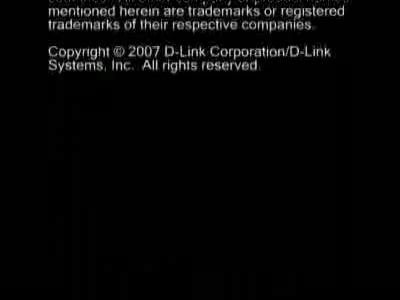 mentioned herein are trademarks or registered
trademarks of their respective companies.
Copyright © 2007 D-Link Corporation/D-Link
Systems, Inc. All rights reserved.